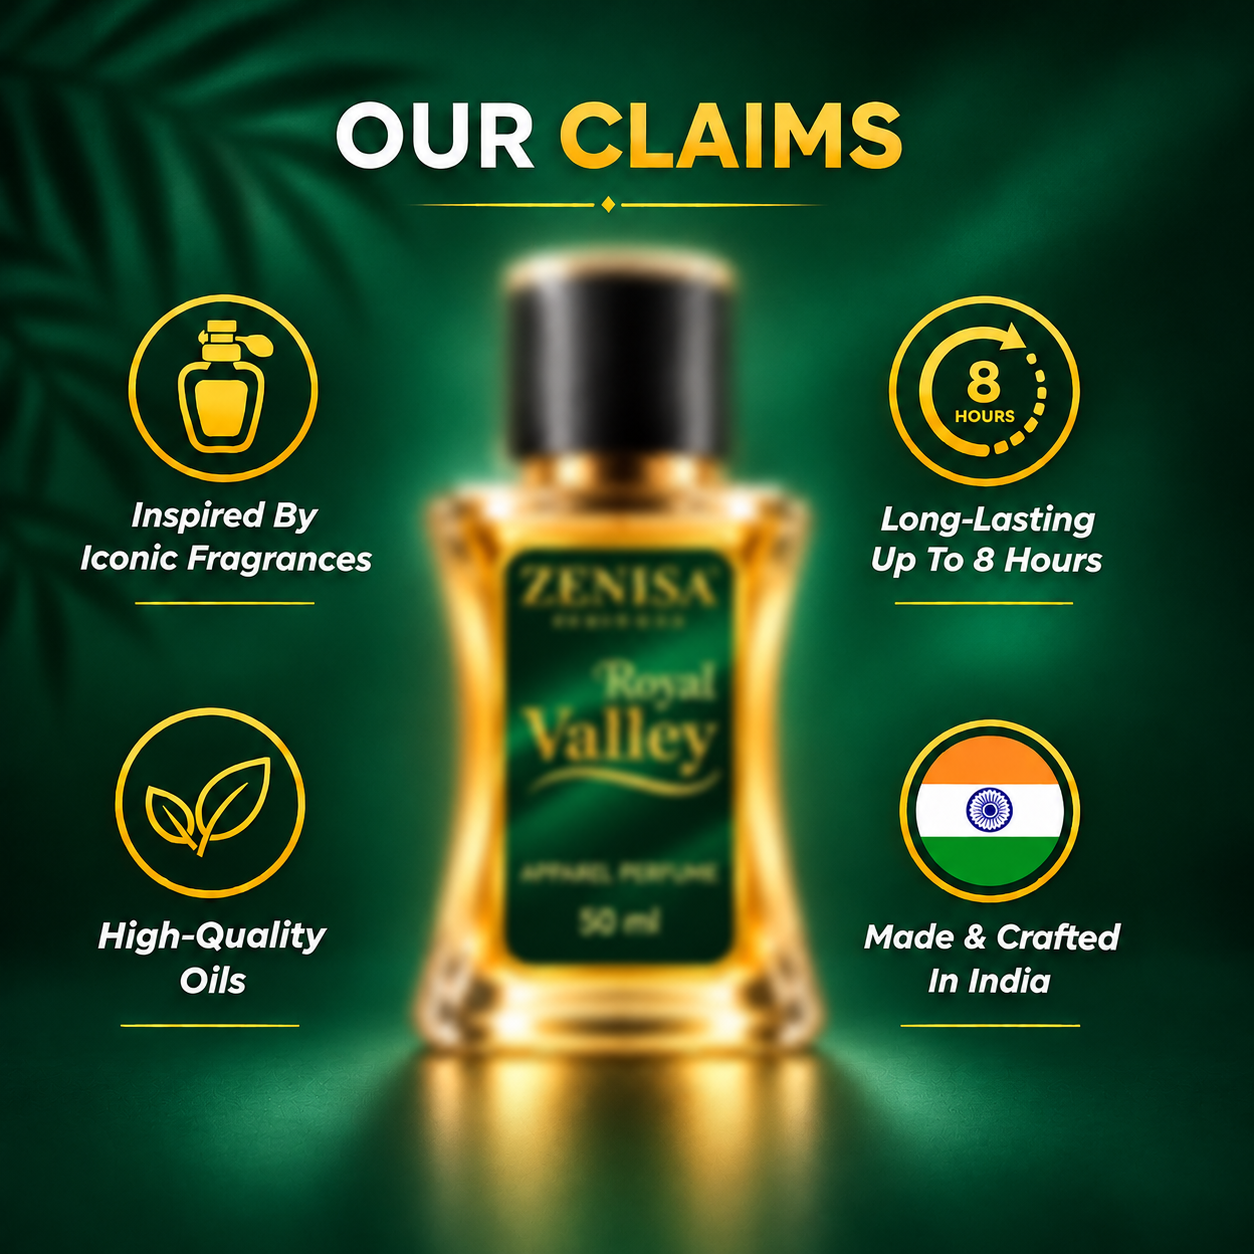 OUR CLAIMS
Inspired By
Iconic Fragrances
8
HOURS
Long-Lasting
Up To 8 Hours
ZENISA
Royal
Valley
APPAREL PERFUME
50 ml
High-Quality
Oils
Made & Crafted
In India